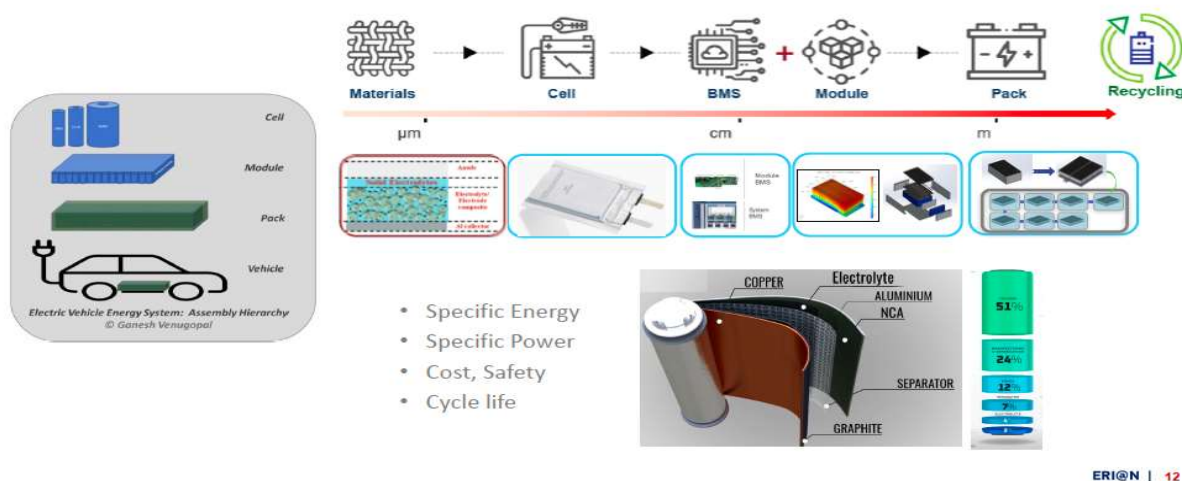 Materials
Cell
BMS
+
Module
Pack
Recycling
µm
cm
m
Cell
Module
Pack
Vehicle
Electric Vehicle Energy System: Assembly Hierarchy
© Ganesh Venugopal
Anode
Solid Electrolyte
Electrolyte/
Electrode
composite
Al collector
Module
BMS
System
BMS
• Specific Energy
• Specific Power
• Cost, Safety
• Cycle life
COPPER
Electrolyte
ALUMINIUM
NCA
SEPARATOR
GRAPHITE
51%
24%
12%
7%
ERI@N | 12